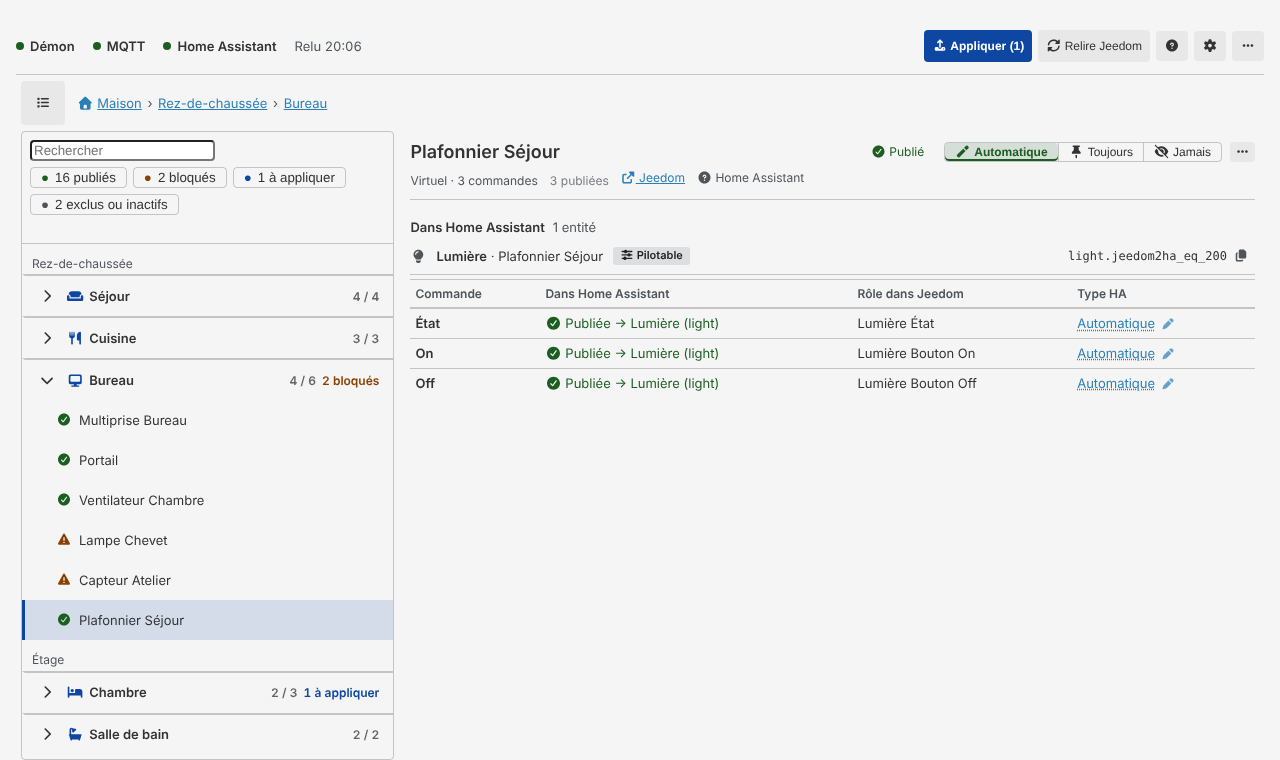 Démon MQTT Home Assistant Relu 20:06 Appliquer (1) Relire Jeedom
Maison › Rez-de-chaussée › Bureau
Rechercher
16 publiés 2 bloqués 1 à appliquer
2 exclus ou inactifs
Rez-de-chaussée
Séjour 4 / 4
Cuisine 3 / 3
Bureau 4 / 6 2 bloqués
Multiprise Bureau
Portail
Ventilateur Chambre
Lampe Chevet
Capteur Atelier
Plafonnier Séjour
Étage
Chambre 2 / 3 1 à appliquer
Salle de bain 2 / 2
Plafonnier Séjour Publié Automatique Toujours Jamais
Virtuel · 3 commandes 3 publiées Jeedom Home Assistant
Dans Home Assistant 1 entité
Lumière · Plafonnier Séjour Pilotable light.jeedom2ha_eq_200
Commande Dans Home Assistant Rôle dans Jeedom Type HA
État Publiée → Lumière (light) Lumière État Automatique
On Publiée → Lumière (light) Lumière Bouton On Automatique
Off Publiée → Lumière (light) Lumière Bouton Off Automatique